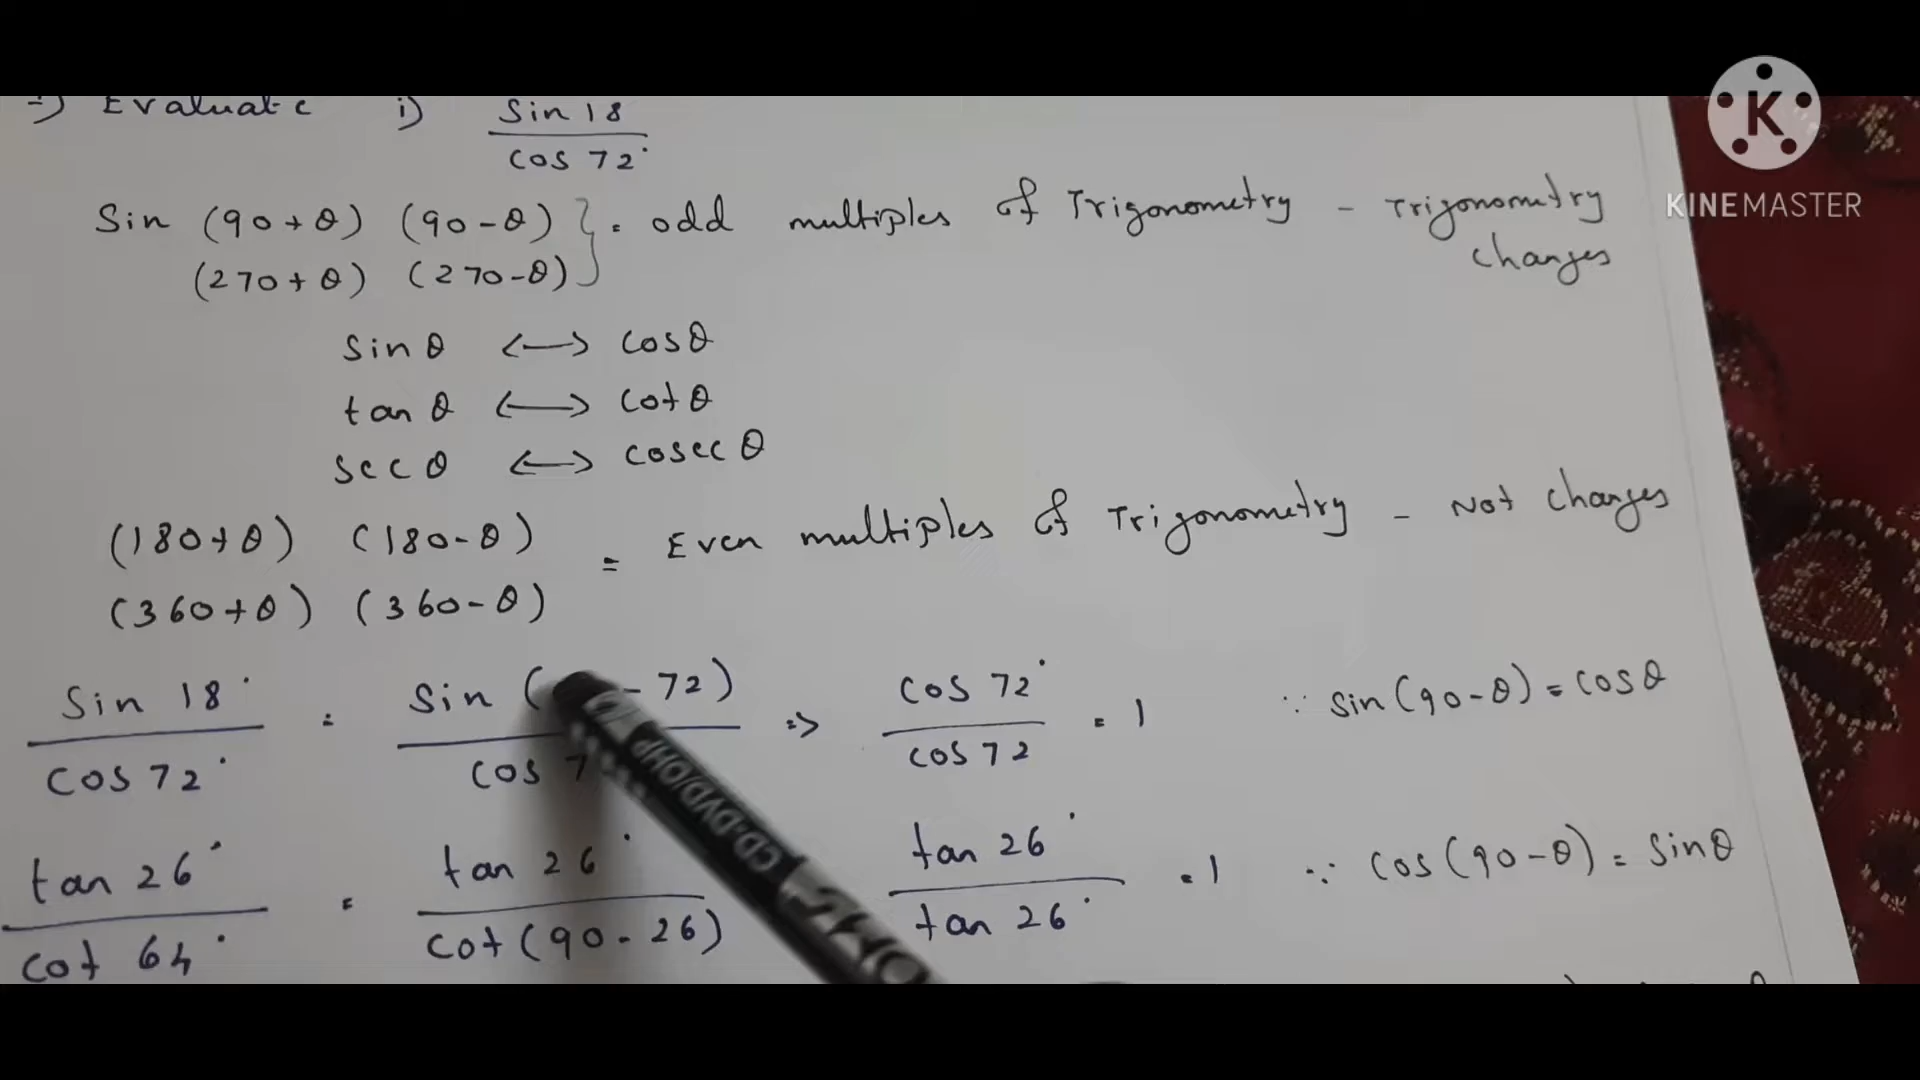 =) Evaluate i) Sin 18 / cos 72°
Sin (90+θ) (90-θ) } = odd multiples of Trigonometry - Trigonometry
changes
(270+θ) (270-θ)
Sin θ <-> cos θ
tan θ <-> cot θ
Sec θ <-> cosec θ
(180+θ) (180-θ) = Even multiples of Trigonometry - Not changes
(360+θ) (360-θ)
Sin 18° / cos 72° = Sin ( - 72) / cos 7 => cos 72° / cos 72 = 1 ∵ sin(90-θ) = cos θ
tan 26° / cot 64° = tan 26° / cot (90-26) tan 26° / tan 26° = 1 ∵ cos(90-θ) = sin θ
K
KINEMASTER
CD-DVD/OHP